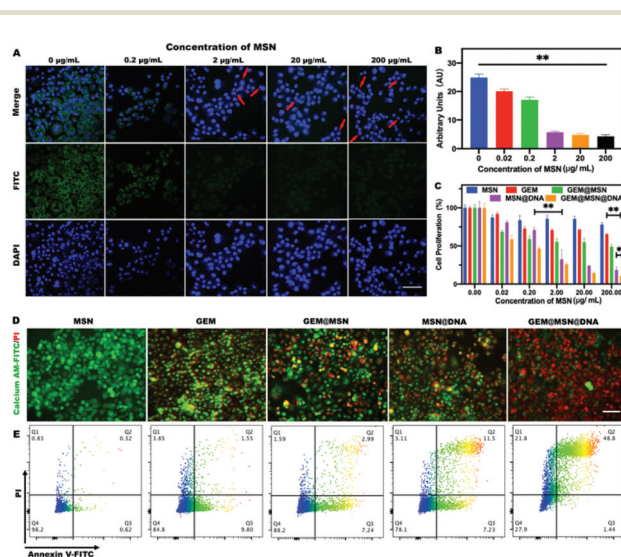 A
Concentration of MSN
0 µg/mL 0.2 µg/mL 2 µg/mL 20 µg/mL 200 µg/mL
Merge
FITC
DAPI
B
**
Arbitrary Units (AU)
40
30
20
10
0
0 0.02 0.2 2 20 200
Concentration of MSN (µg/ mL)
C
MSN GEM GEM@MSN
MSN@DNA GEM@MSN@DNA
** ** *
Cell Proliferation (%)
100
50
0
0.00 0.02 0.20 2.00 20.00 200.00
Concentration of MSN (µg/ mL)
D
MSN GEM GEM@MSN MSN@DNA GEM@MSN@DNA
Calcium AM-FITC/PI
E
Q1 0.83 Q2 0.32 Q1 3.85 Q2 1.55 Q1 1.59 Q2 2.99 Q1 3.11 Q2 11.5 Q1 21.8 Q2 48.8
PI
Q4 98.2 Q3 0.62 Q4 84.8 Q3 9.80 Q4 88.2 Q3 7.24 Q4 78.1 Q3 7.23 Q4 27.9 Q3 1.44
Annexin V-FITC